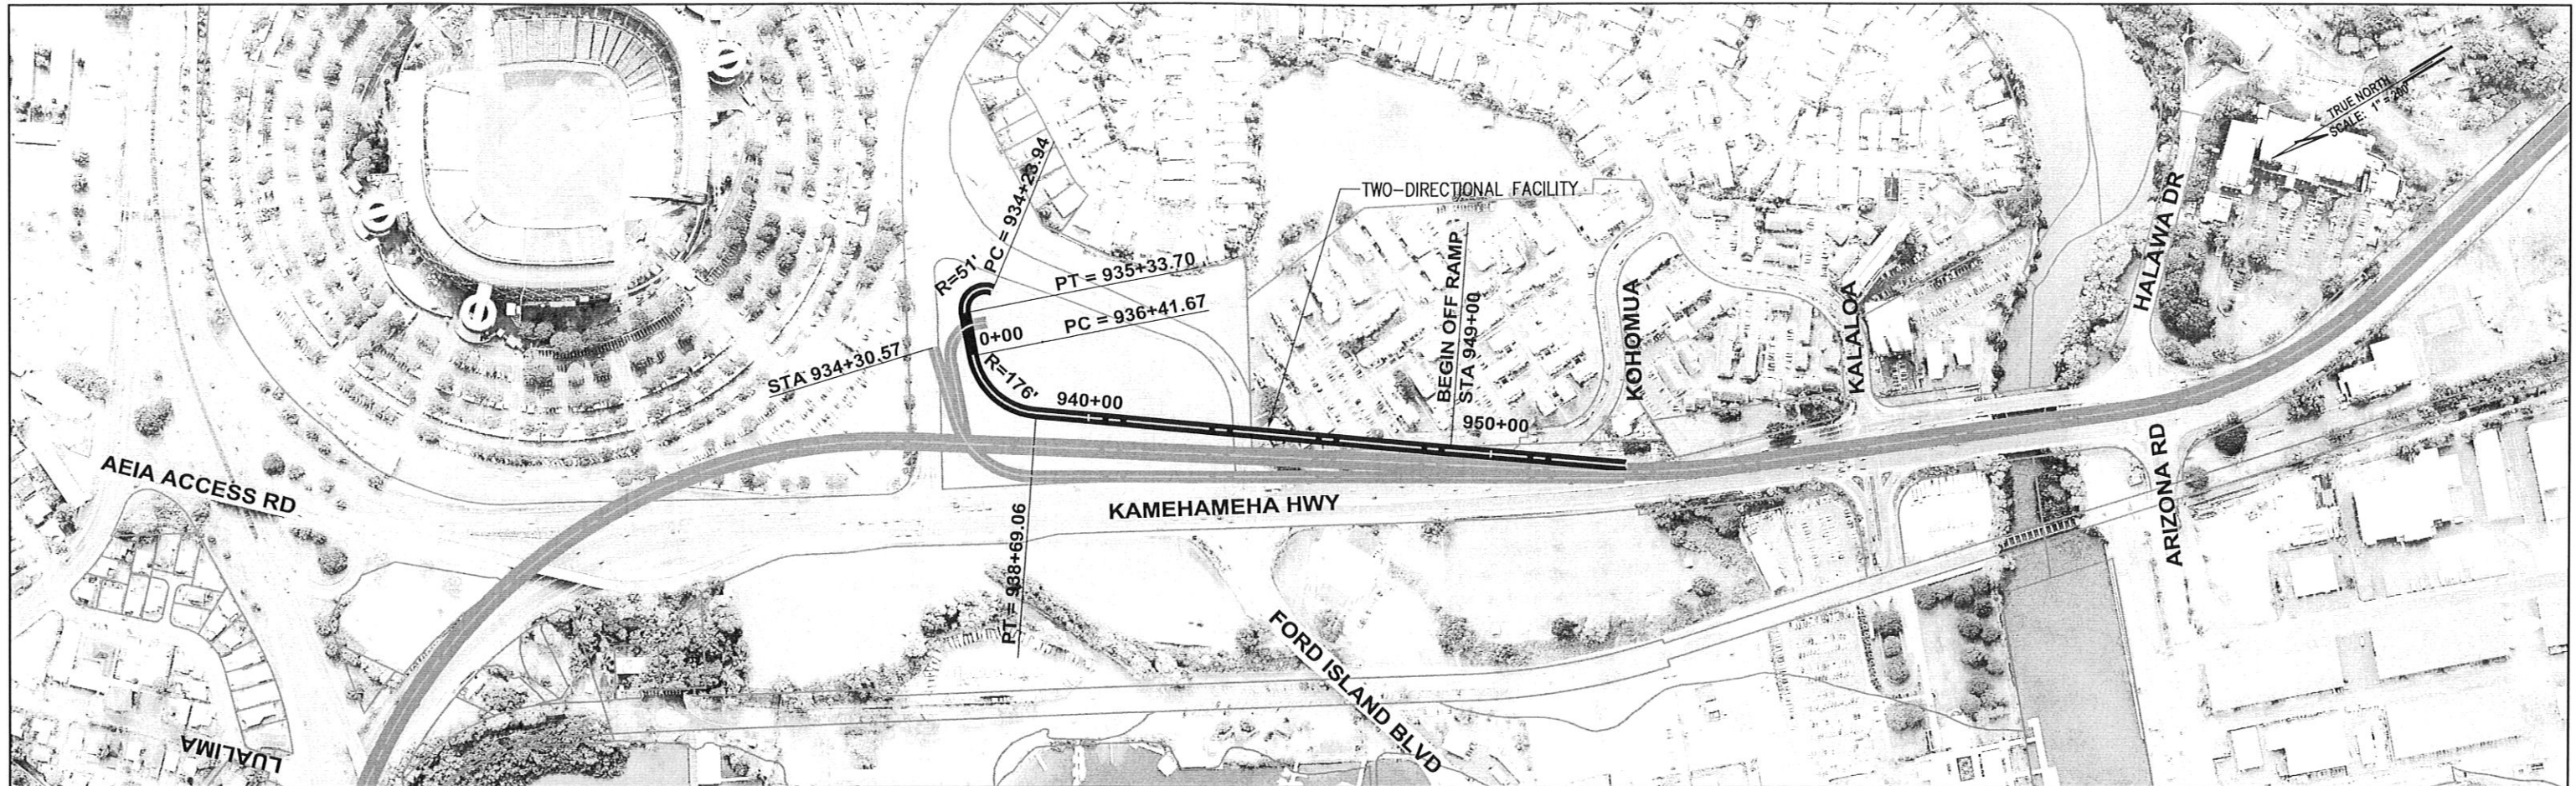 TRUE NORTH
SCALE: 1" = 200'
PC = 934+23.94
R=51'
TWO-DIRECTIONAL FACILITY
PT = 935+33.70
PC = 936+41.67
0+00
STA 934+30.57
R=176'
940+00
BEGIN OFF RAMP
STA 949+00
950+00
KOHOMUA
KALALOA
HALAWA DR
AEIA ACCESS RD
KAMEHAMEHA HWY
ARIZONA RD
PT = 938+69.06
FORD ISLAND BLVD
LUALIMA